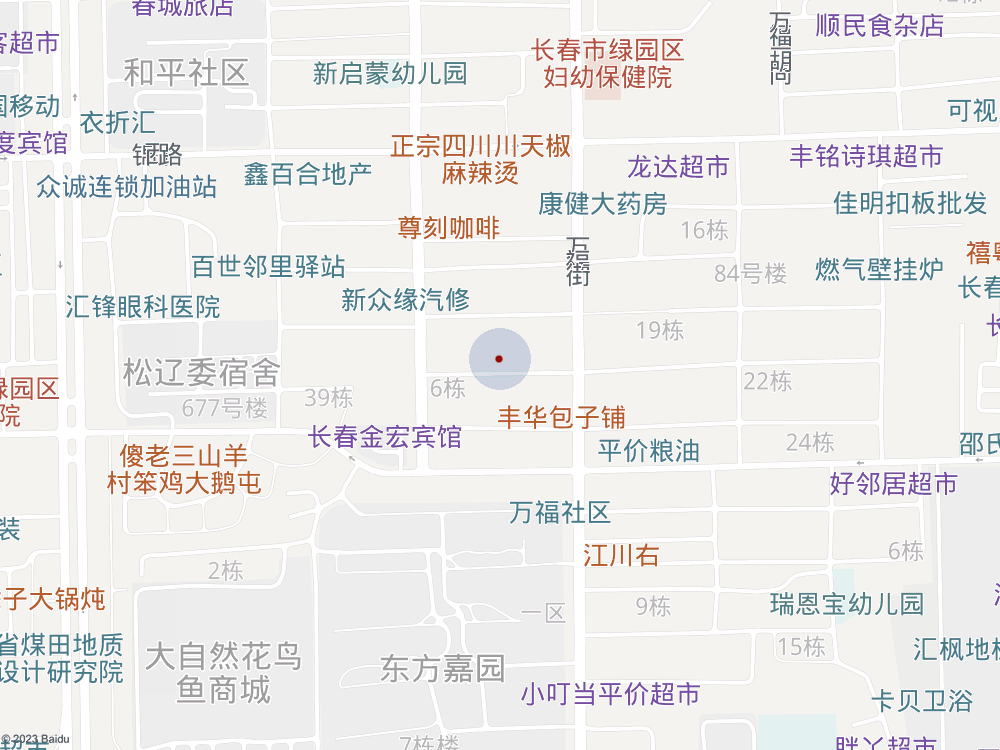 春城旅店
12栋
万福胡同
顺民食杂店
客超市
长春市绿园区
妇幼保健院
和平社区
新启蒙幼儿园
国移动
衣折汇
可视
度宾馆
正宗四川川天椒
麻辣烫
龙达超市
丰铭诗琪超市
鑫百合地产
众诚连锁加油站
康健大药房
佳明扣板批发
尊刻咖啡
16栋
万福街
百世邻里驿站
84号楼
燃气壁挂炉
长春
新众缘汽修
汇锋眼科医院
19栋
松辽委宿舍
22栋
绿园区
院
6栋
39栋
677号楼
丰华包子铺
长春金宏宾馆
平价粮油
24栋
傻老三山羊
村笨鸡大鹅屯
好邻居超市
万福社区
装
江川右
6栋
2栋
子大锅炖
一区
9栋
瑞恩宝幼儿园
省煤田地质
设计研究院
大自然花鸟
鱼商城
东方嘉园
15栋
汇枫地板
小叮当平价超市
卡贝卫浴
7栋楼
胖丫超市
© 2023 Baidu